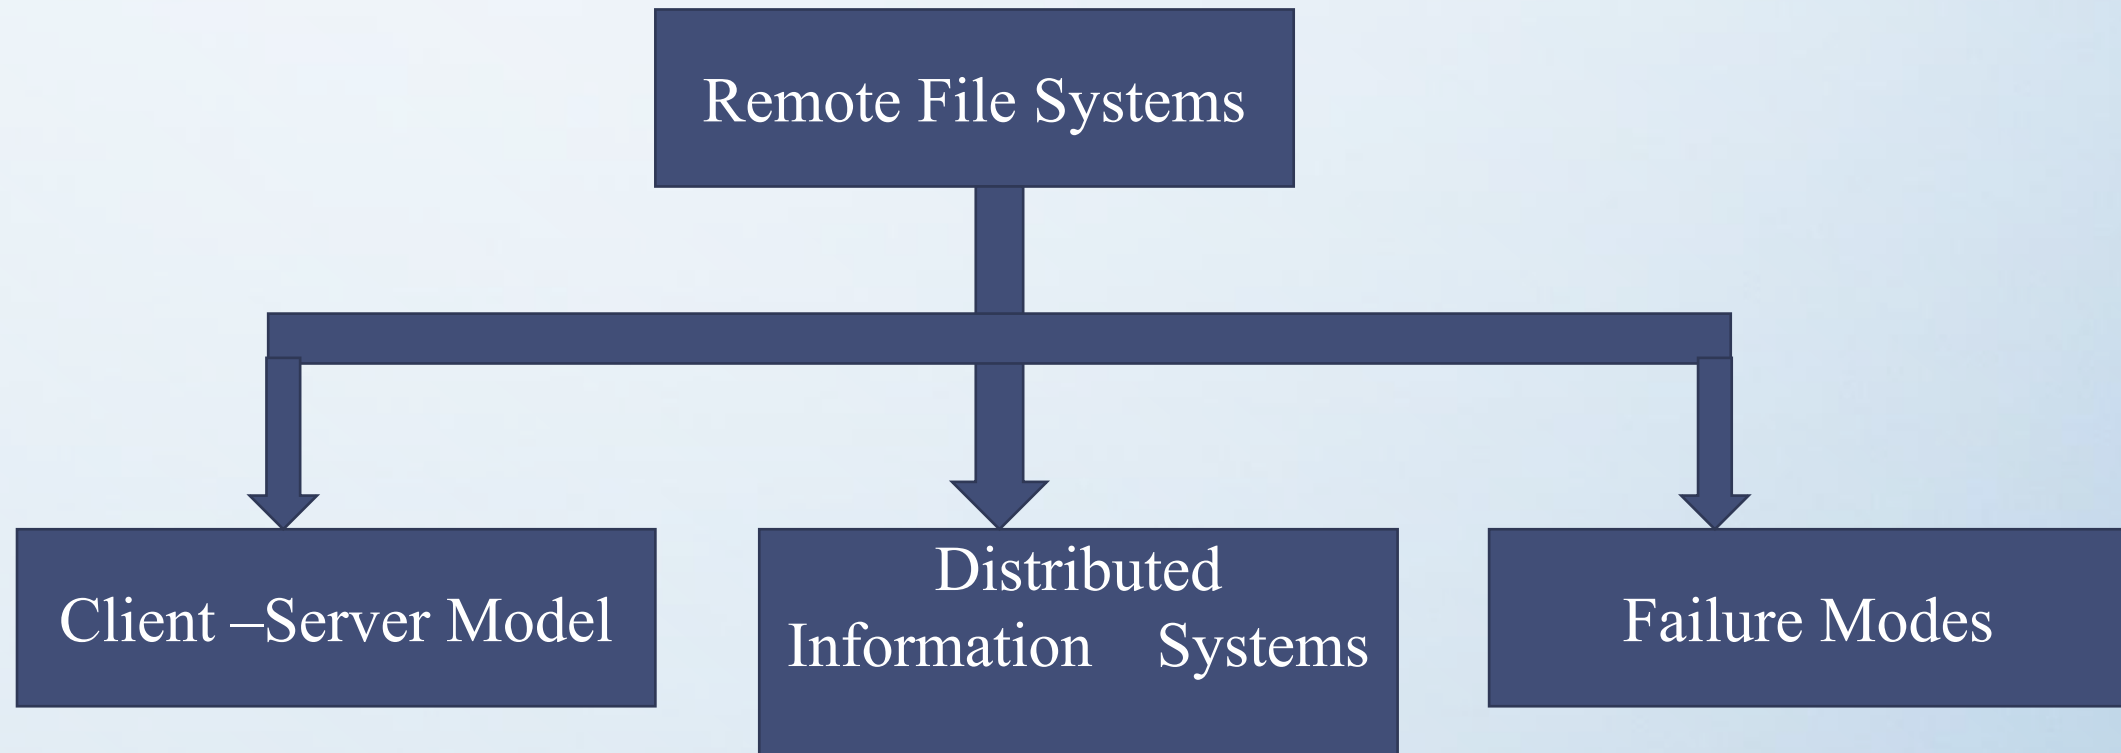 Remote File Systems
Client –Server Model
Distributed
Information Systems
Failure Modes